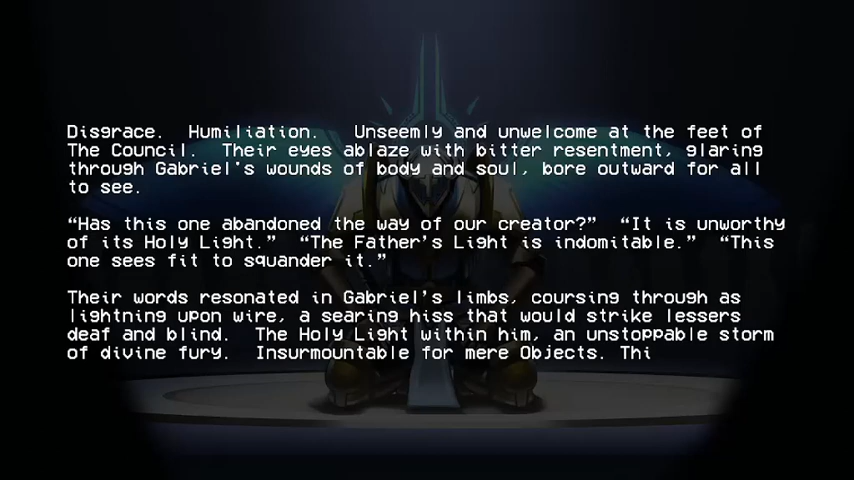 Disgrace.  Humiliation.   Unseemly and unwelcome at the feet of
The Council.  Their eyes ablaze with bitter resentment, glaring
through Gabriel's wounds of body and soul, bore outward for all
to see.
“Has this one abandoned the way of our creator?”  “It is unworthy
of its Holy Light.”  “The Father's Light is indomitable.”  “This
one sees fit to squander it.”
Their words resonated in Gabriel's limbs, coursing through as
lightning upon wire, a searing hiss that would strike lessers
deaf and blind.  The Holy Light within him, an unstoppable storm
of divine fury.  Insurmountable for mere Objects. Thi